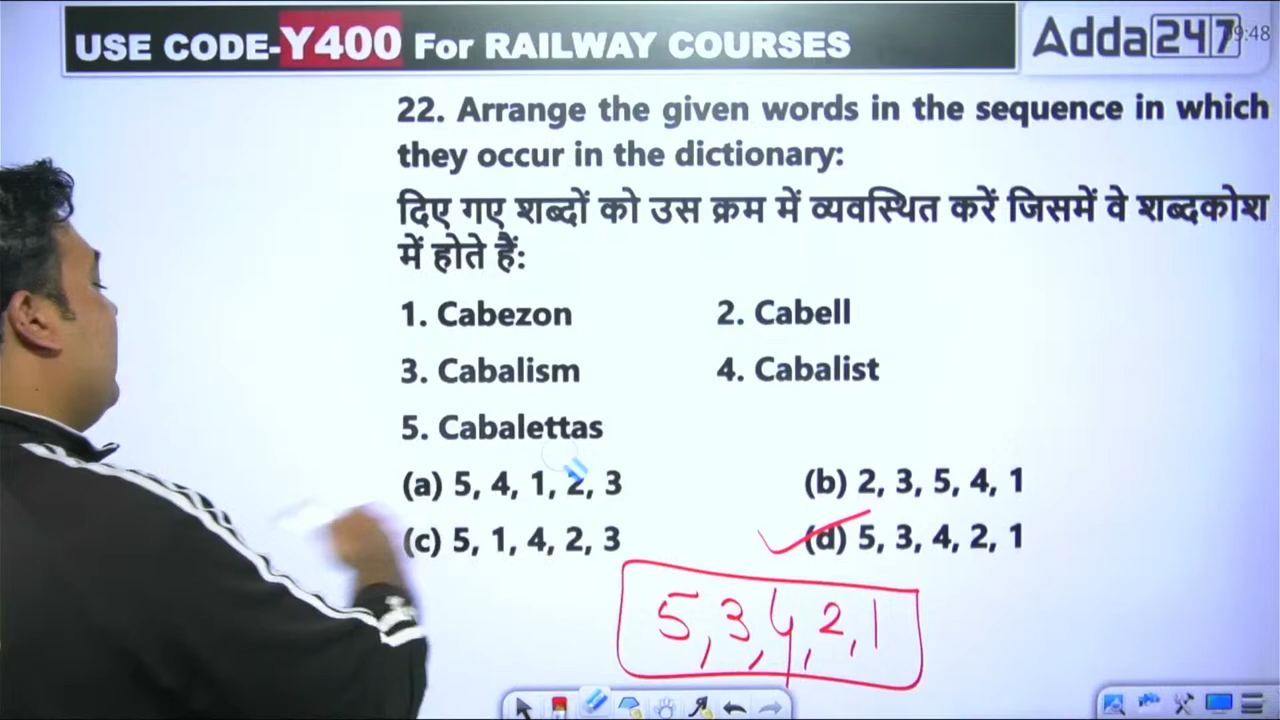 USE CODE-Y400 For RAILWAY COURSES
Adda247
9:48
22. Arrange the given words in the sequence in which
they occur in the dictionary:
दिए गए शब्दों को उस क्रम में व्यवस्थित करें जिसमें वे शब्दकोश
में होते हैं:
1. Cabezon 2. Cabell
3. Cabalism 4. Cabalist
5. Cabalettas
(a) 5, 4, 1, 2, 3 (b) 2, 3, 5, 4, 1
(c) 5, 1, 4, 2, 3 (d) 5, 3, 4, 2, 1
5, 3, 4, 2, 1